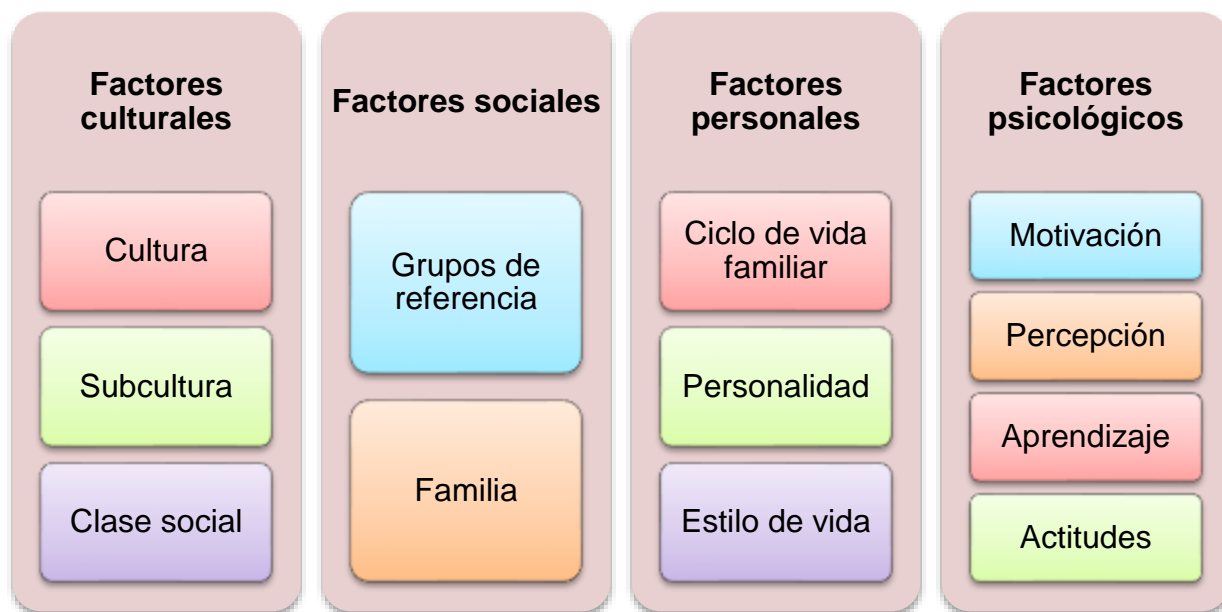 Factores
culturales
Cultura
Subcultura
Clase social
Factores sociales
Grupos de
referencia
Familia
Factores
personales
Ciclo de vida
familiar
Personalidad
Estilo de vida
Factores
psicológicos
Motivación
Percepción
Aprendizaje
Actitudes